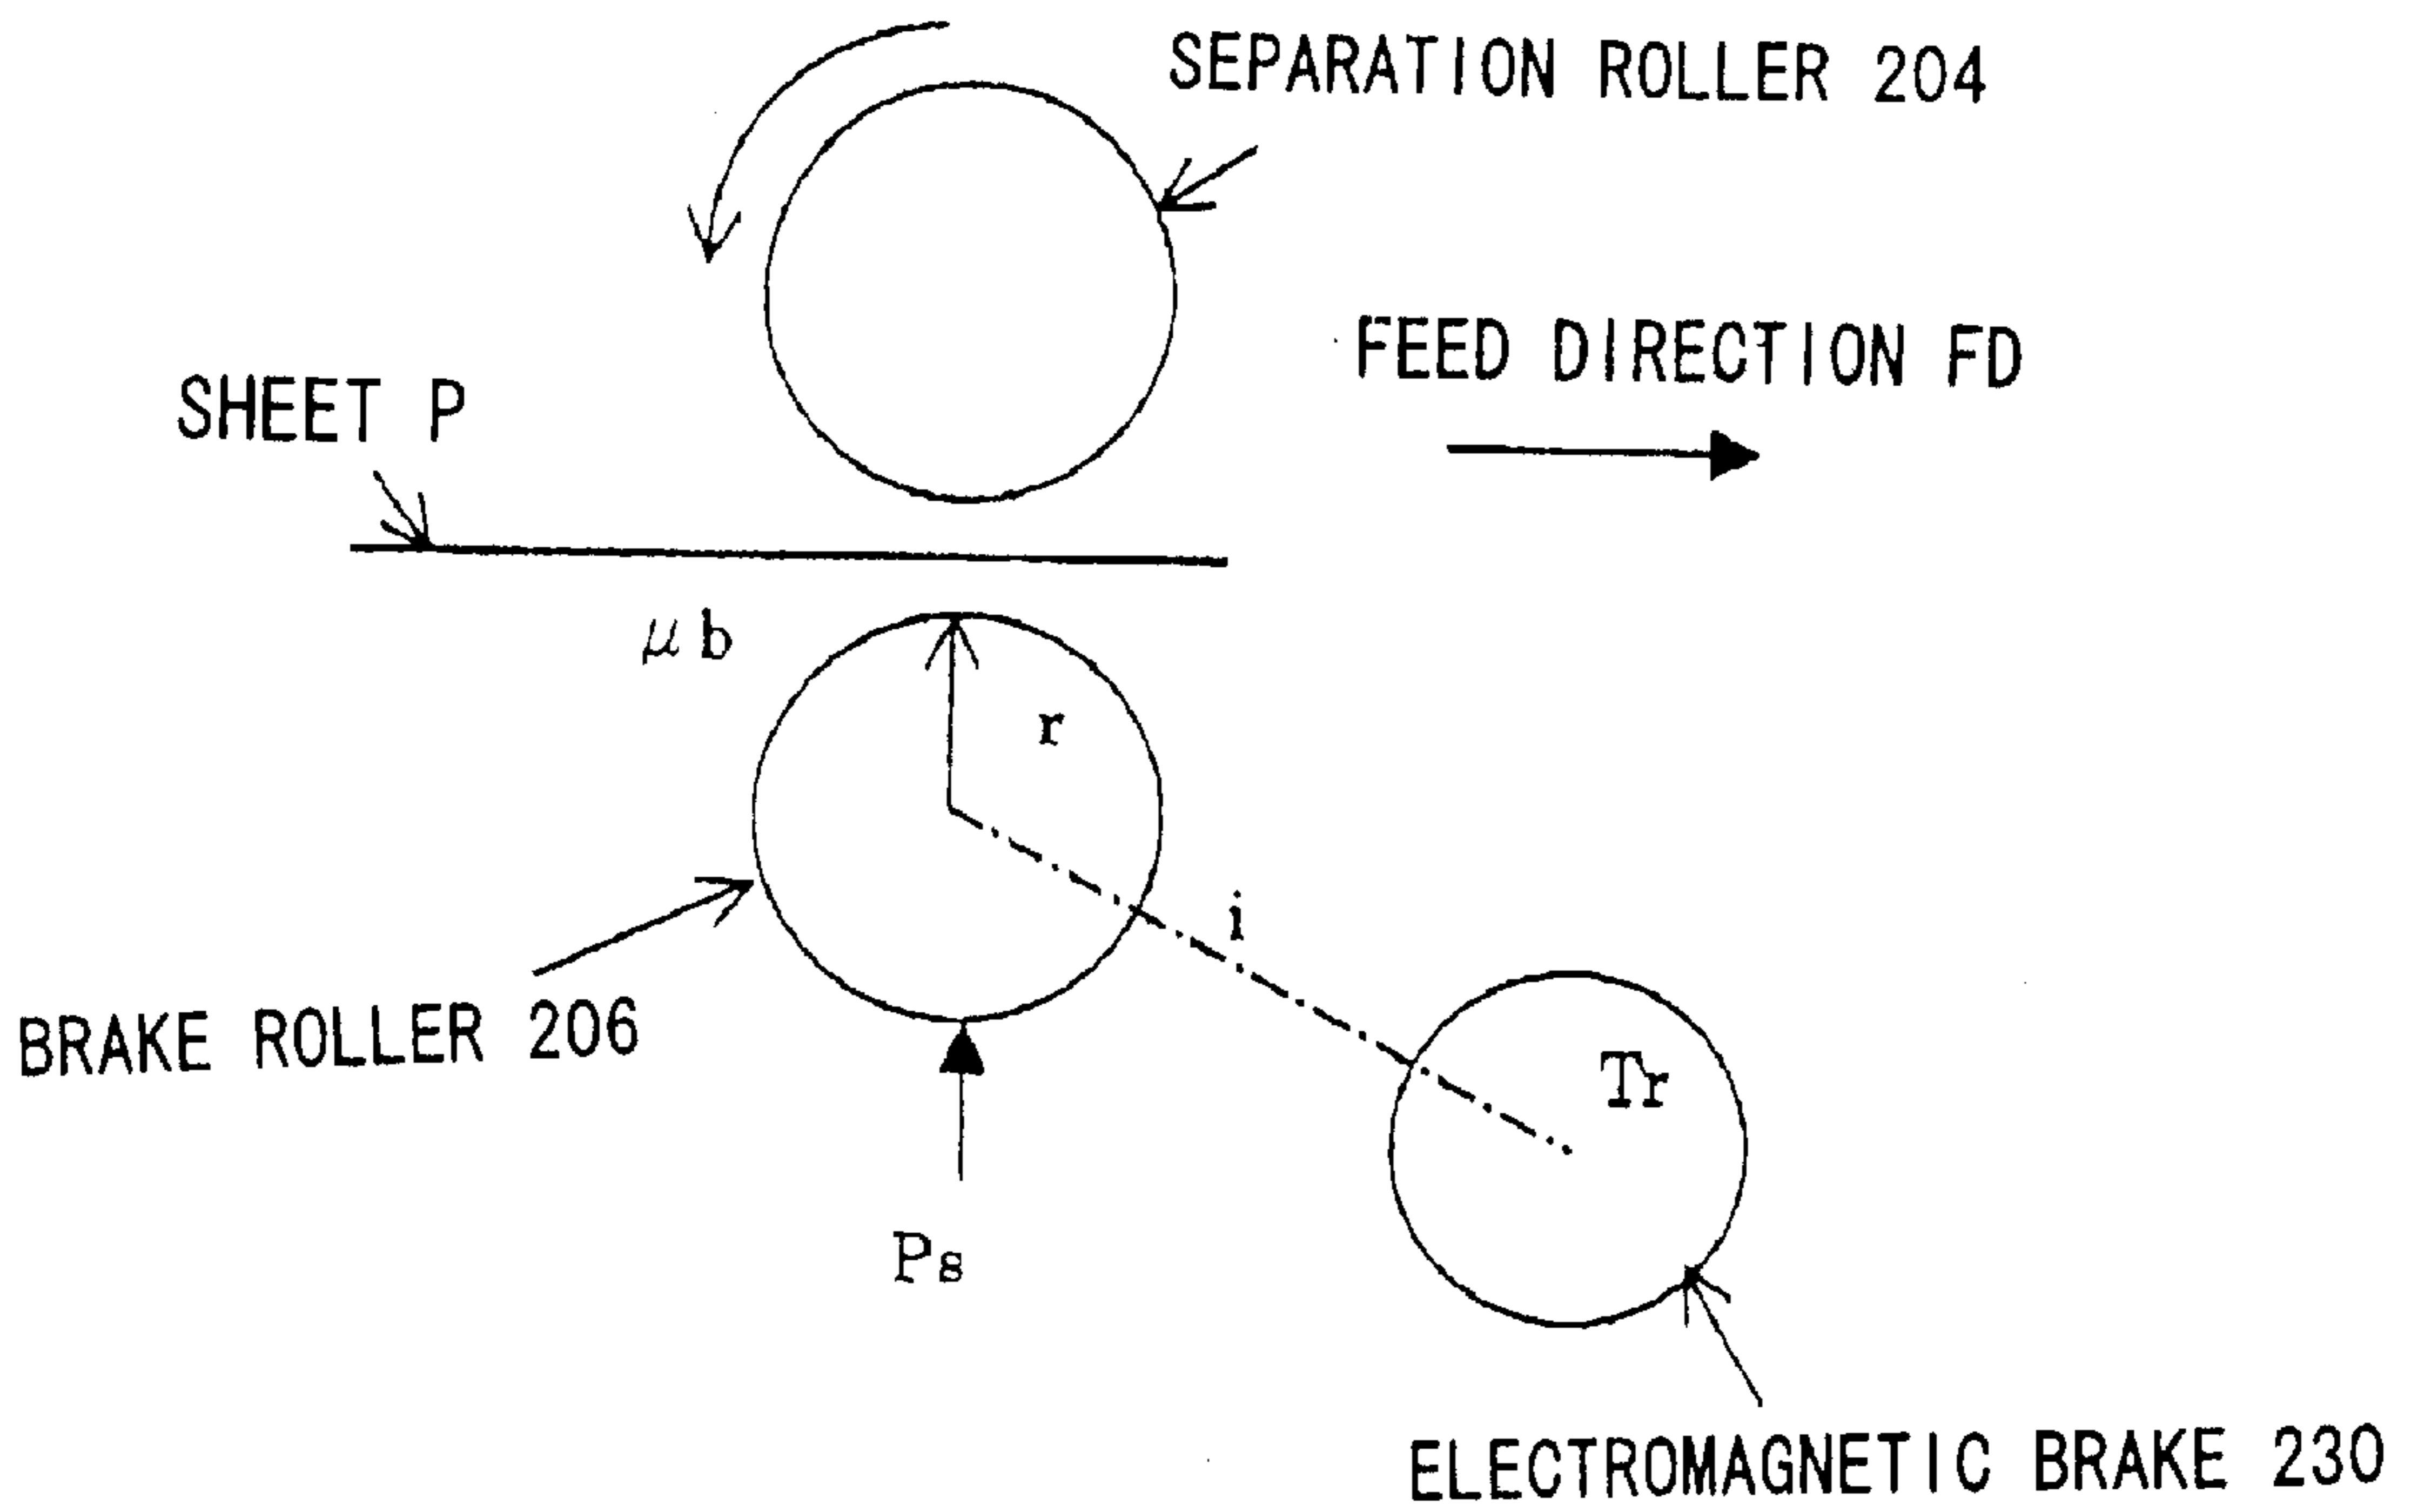 SEPARATION ROLLER 204
FEED DIRECTION FD
SHEET P
μb
r
i
BRAKE ROLLER 206
Tr
Ps
ELECTROMAGNETIC BRAKE 230